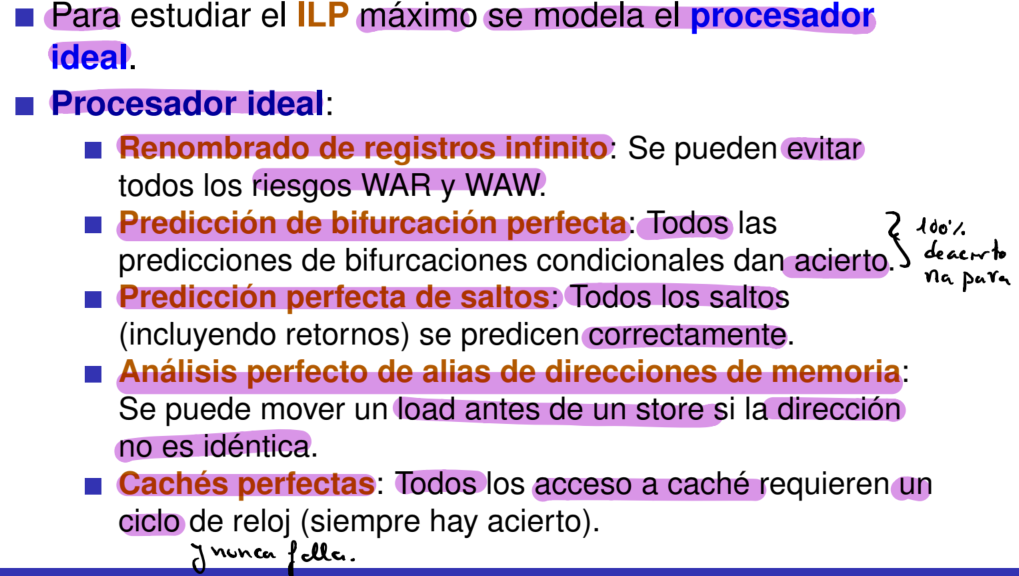 Para estudiar el ILP máximo se modela el procesador
ideal.
Procesador ideal:
Renombrado de registros infinito: Se pueden evitar
todos los riesgos WAR y WAW.
Predicción de bifurcación perfecta: Todos las
predicciones de bifurcaciones condicionales dan acierto.
100%
de acierto
na para
Predicción perfecta de saltos: Todos los saltos
(incluyendo retornos) se predicen correctamente.
Análisis perfecto de alias de direcciones de memoria:
Se puede mover un load antes de un store si la dirección
no es idéntica.
Cachés perfectas: Todos los acceso a caché requieren un
ciclo de reloj (siempre hay acierto).
y nunca falla.